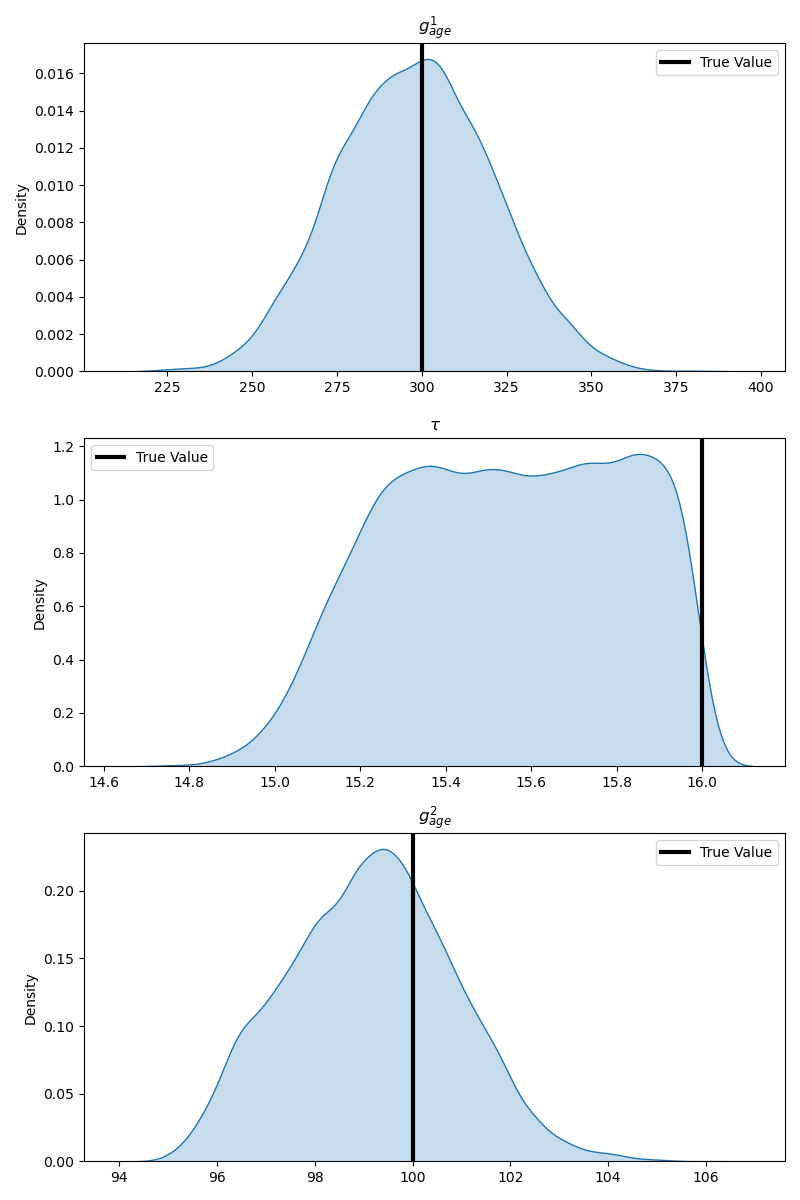 $g^1_{age}$
True Value
Density
0.016
0.014
0.012
0.010
0.008
0.006
0.004
0.002
0.000
225 250 275 300 325 350 375 400
τ
True Value
Density
1.2
1.0
0.8
0.6
0.4
0.2
0.0
14.6 14.8 15.0 15.2 15.4 15.6 15.8 16.0
$g^2_{age}$
True Value
Density
0.20
0.15
0.10
0.05
0.00
94 96 98 100 102 104 106